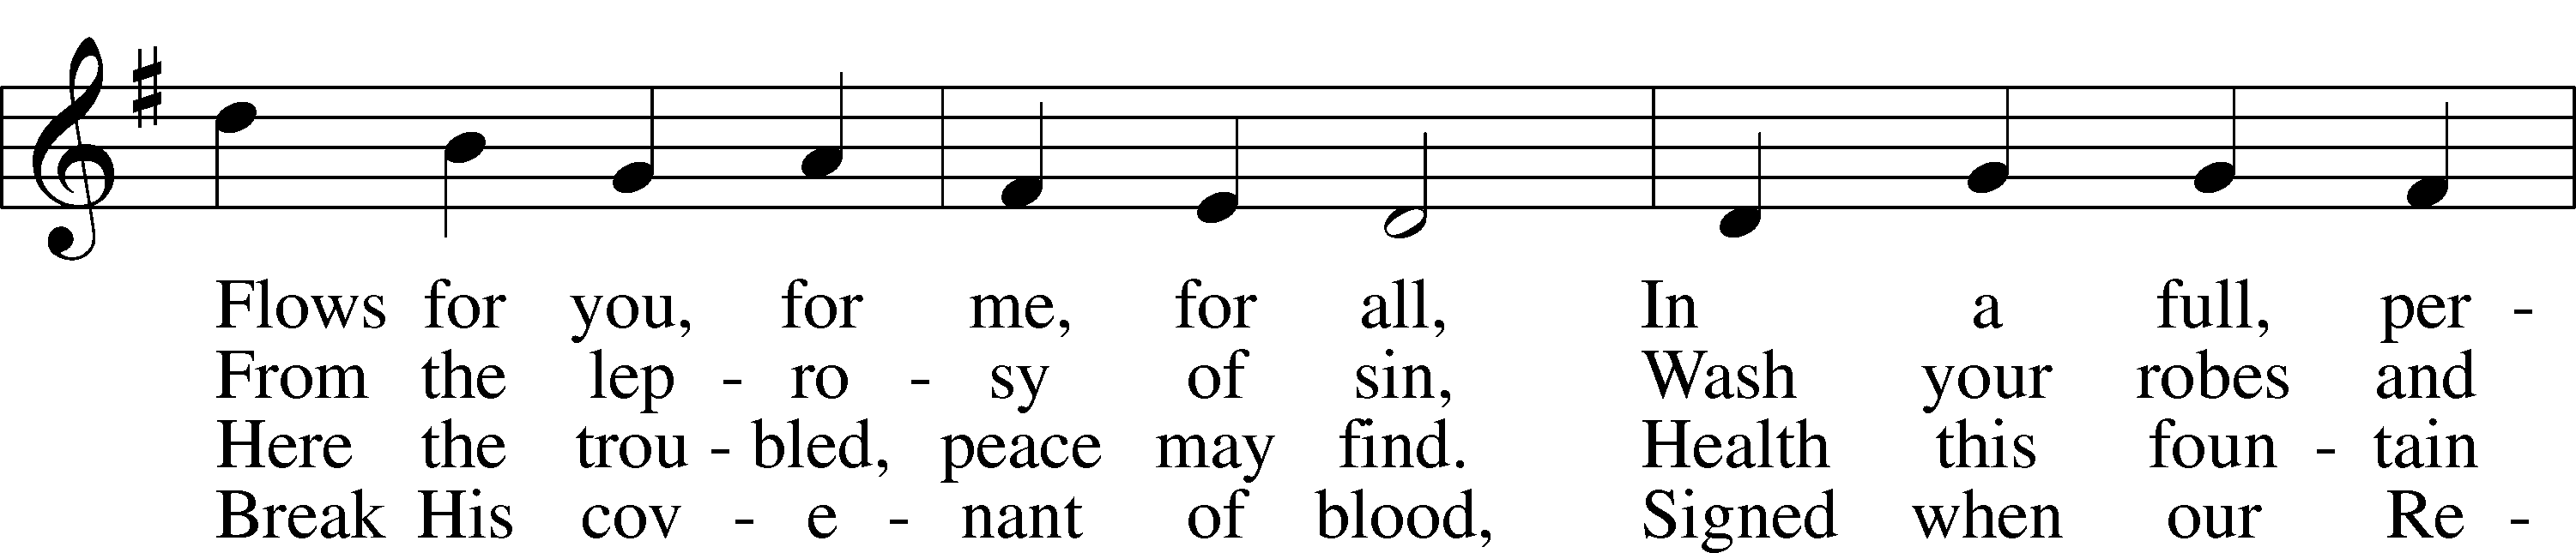 Flows for you, for me, for all, In a full, per -
From the lep - ro - sy of sin, Wash your robes and
Here the trou - bled, peace may find. Health this foun - tain
Break His cov - e - nant of blood, Signed when our Re -